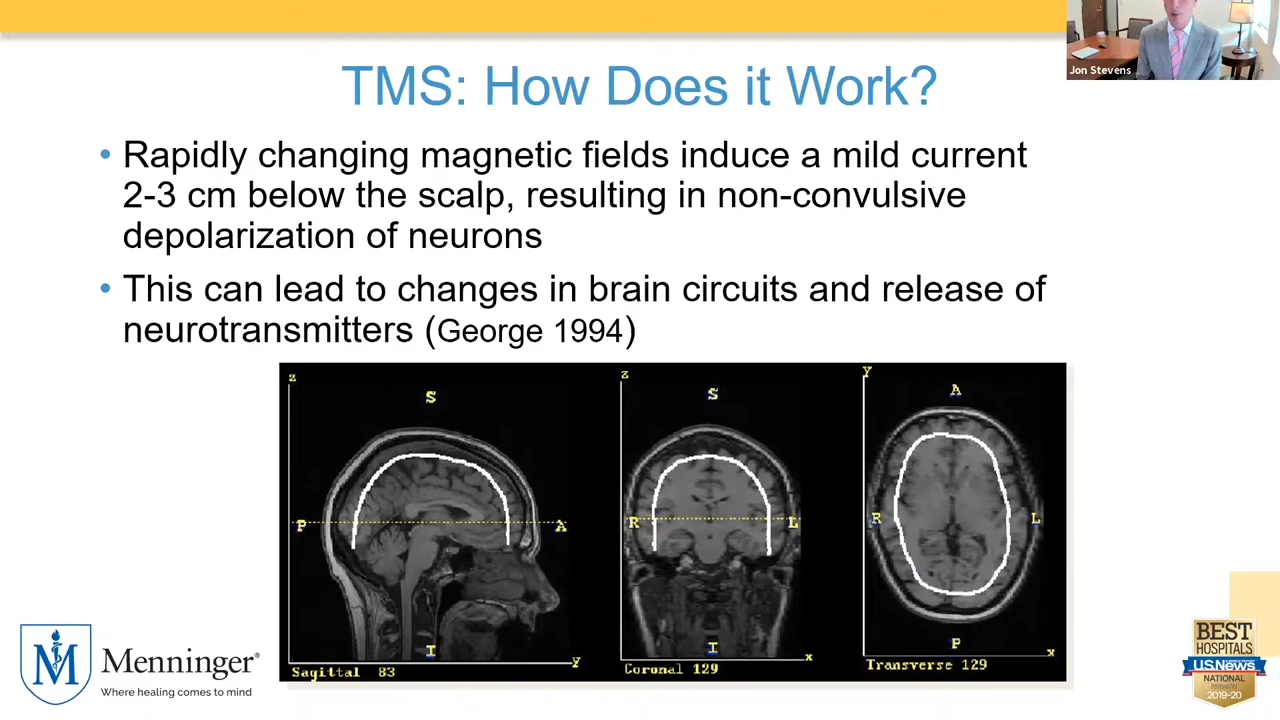 Jon Stevens
TMS: How Does it Work?
• Rapidly changing magnetic fields induce a mild current
2-3 cm below the scalp, resulting in non-convulsive
depolarization of neurons
• This can lead to changes in brain circuits and release of
neurotransmitters (George 1994)
z
S
P
A
I
y
Sagittal 83
z
S
R
L
I
x
Coronal 129
Y
A
R
L
P
x
Transverse 129
M
Menninger®
Where healing comes to mind
BEST
HOSPITALS
U.S.News
NATIONAL
PSYCHIATRY
2019-20